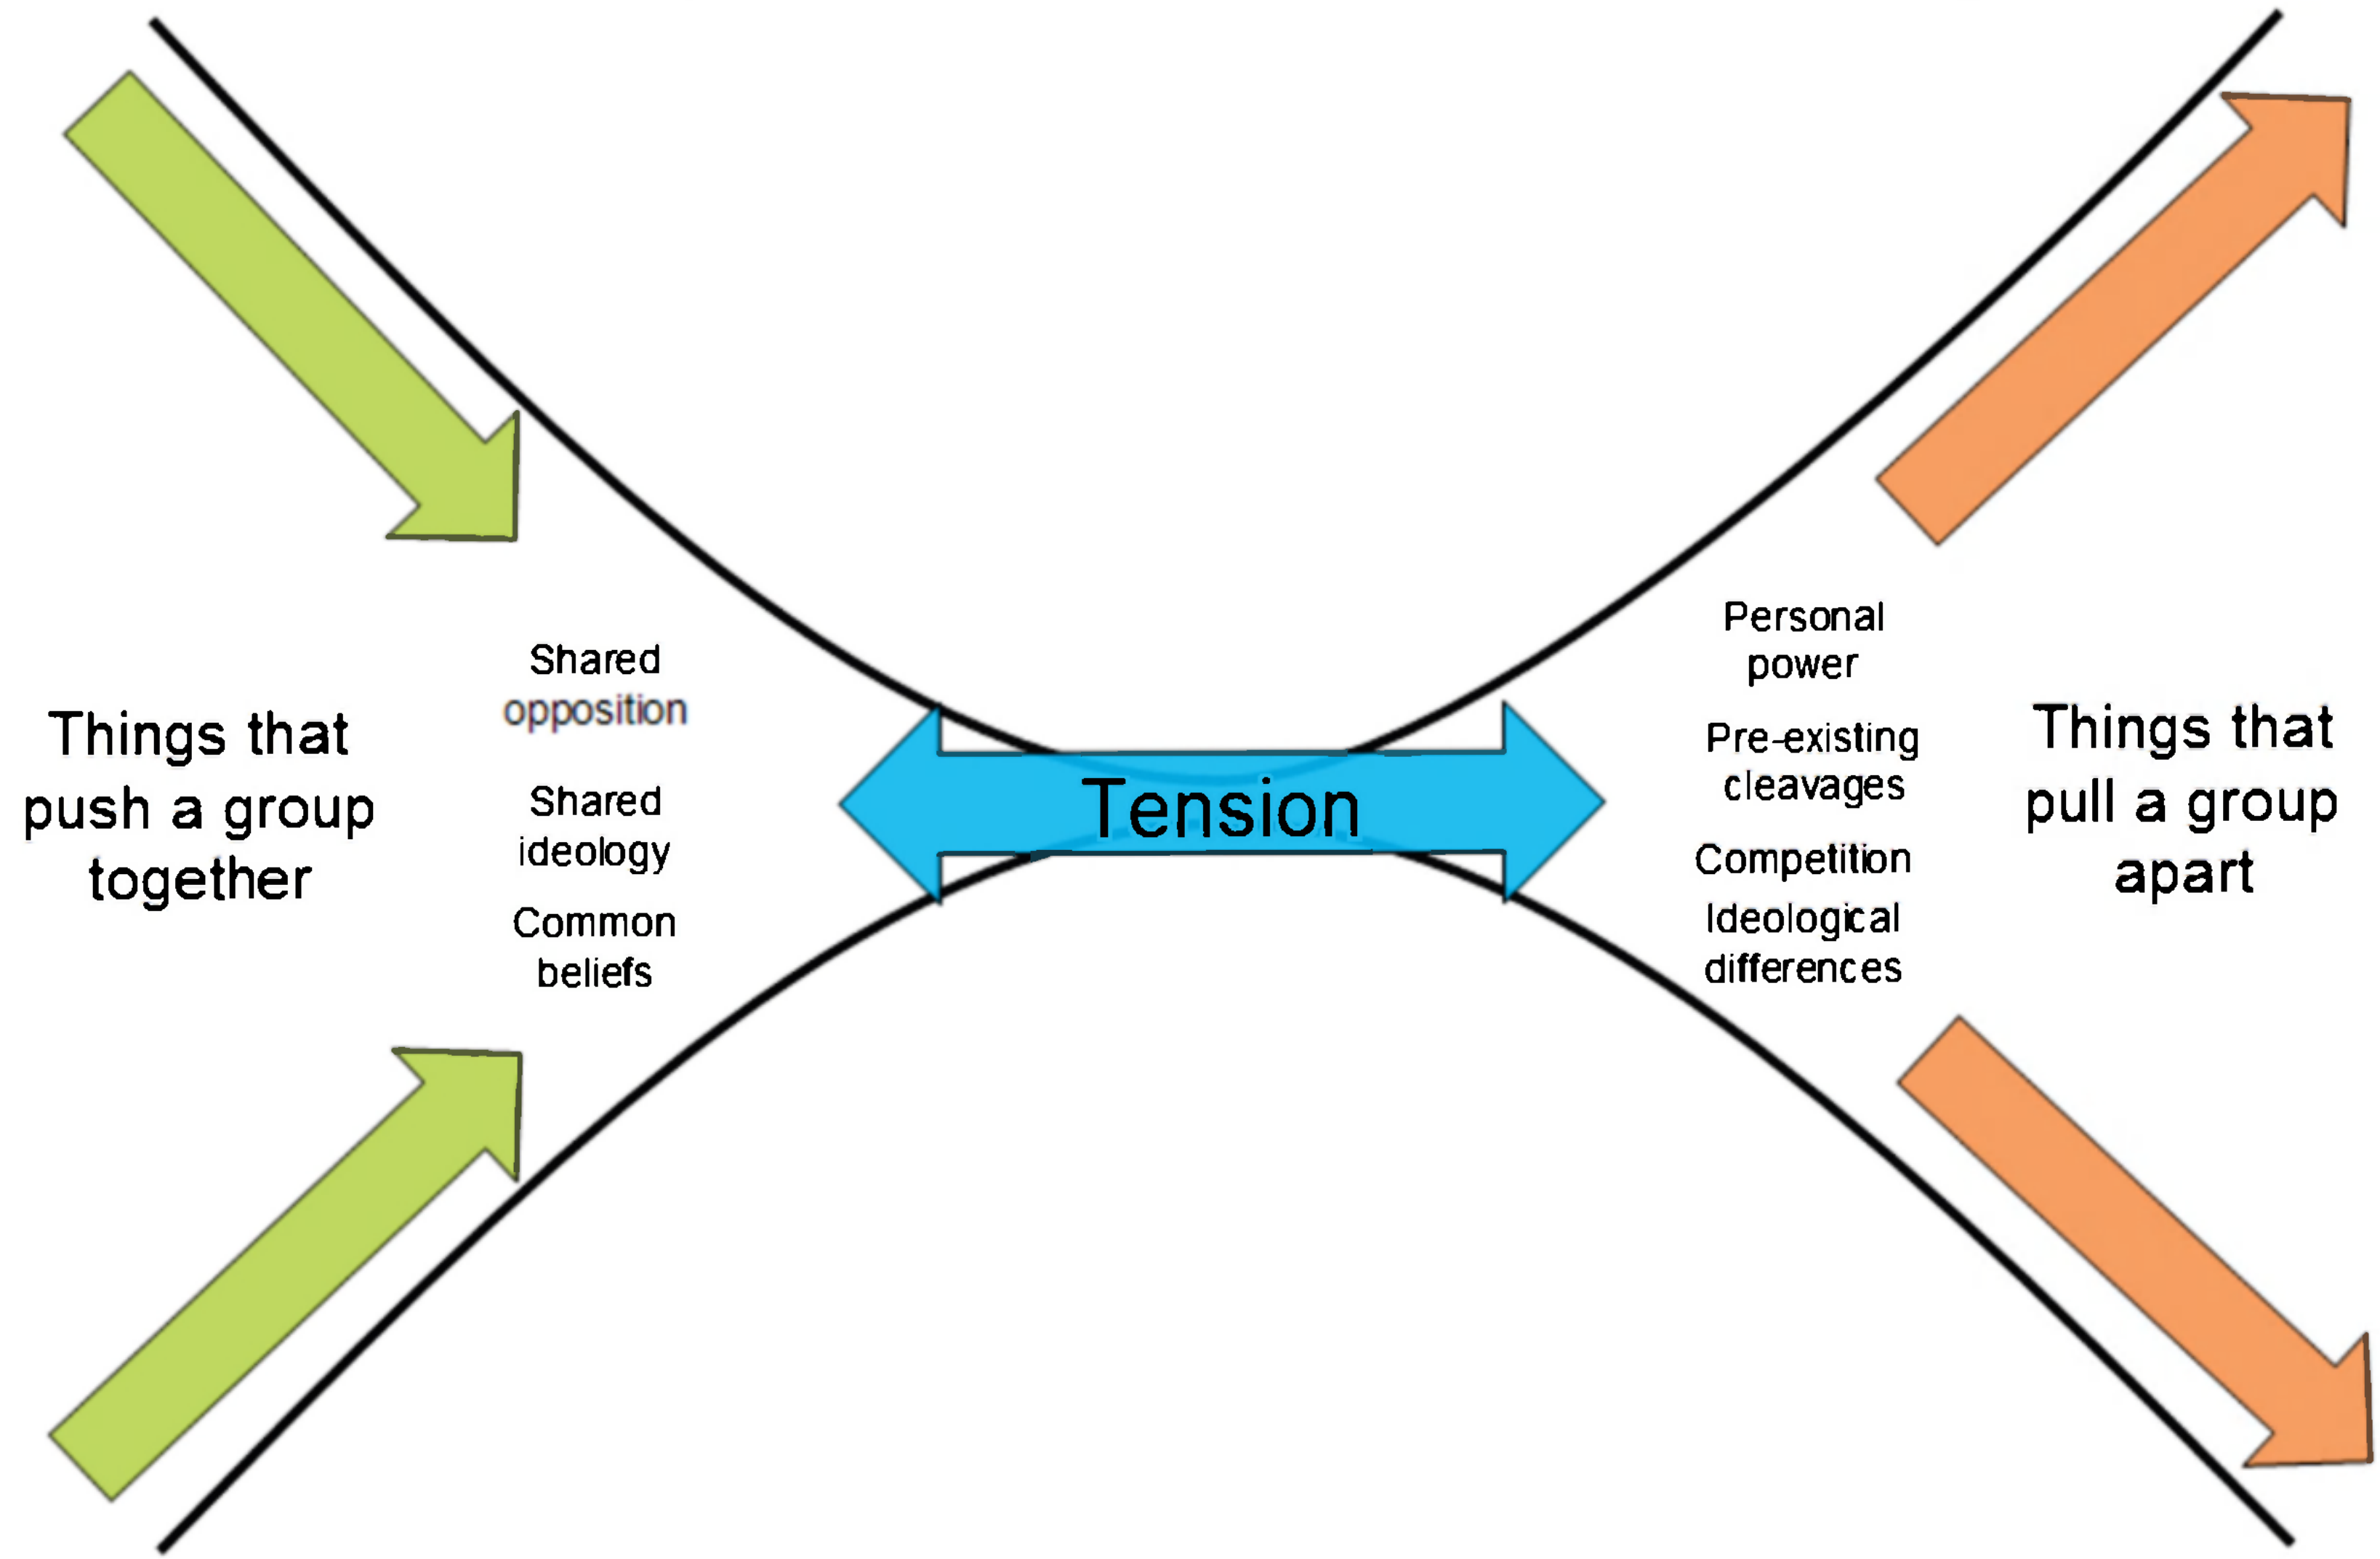 Things that
push a group
together
Shared
opposition
Shared
ideology
Common
beliefs
Tension
Personal
power
Pre-existing
cleavages
Competition
Ideological
differences
Things that
pull a group
apart